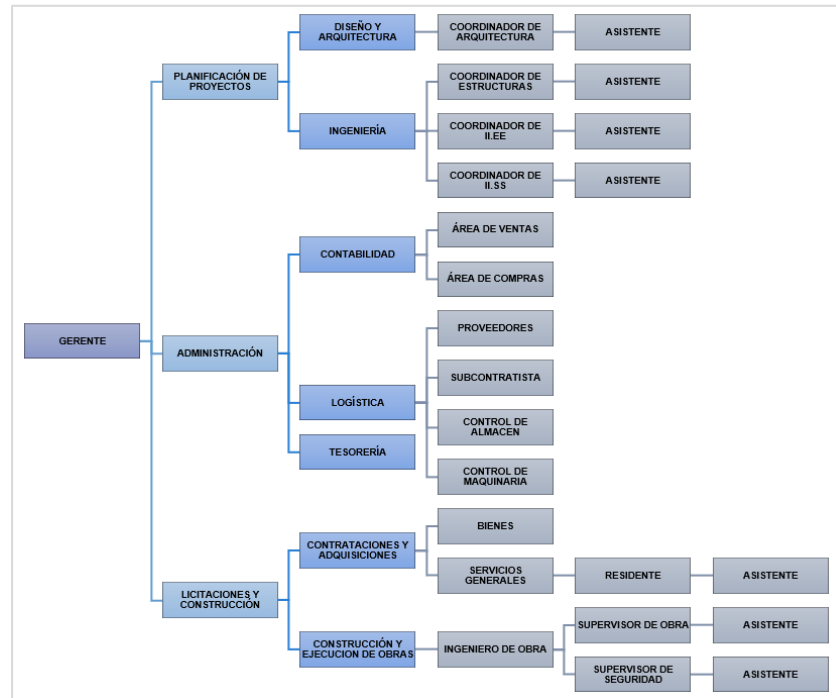 DISEÑO Y
ARQUITECTURA
COORDINADOR DE
ARQUITECTURA
ASISTENTE
PLANIFICACIÓN DE
PROYECTOS
COORDINADOR DE
ESTRUCTURAS
ASISTENTE
INGENIERÍA
COORDINADOR DE
II.EE
ASISTENTE
COORDINADOR DE
II.SS
ASISTENTE
CONTABILIDAD
ÁREA DE VENTAS
ÁREA DE COMPRAS
GERENTE
ADMINISTRACIÓN
PROVEEDORES
SUBCONTRATISTA
LOGÍSTICA
CONTROL DE
ALMACEN
TESORERÍA
CONTROL DE
MAQUINARIA
LICITACIONES Y
CONSTRUCCIÓN
CONTRATACIONES Y
ADQUISICIONES
BIENES
SERVICIOS
GENERALES
RESIDENTE
ASISTENTE
CONSTRUCCIÓN Y
EJECUCION DE OBRAS
INGENIERO DE OBRA
SUPERVISOR DE OBRA
ASISTENTE
SUPERVISOR DE
SEGURIDAD
ASISTENTE